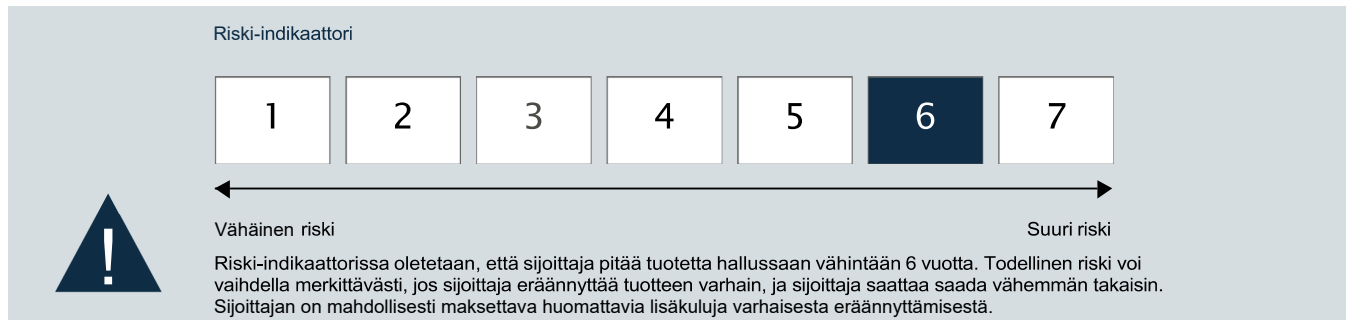 Riski-indikaattori
1 2 3 4 5 6 7
Vähäinen riski Suuri riski
!
Riski-indikaattorissa oletetaan, että sijoittaja pitää tuotetta hallussaan vähintään 6 vuotta. Todellinen riski voi
vaihdella merkittävästi, jos sijoittaja eräännyttää tuotteen varhain, ja sijoittaja saattaa saada vähemmän takaisin.
Sijoittajan on mahdollisesti maksettava huomattavia lisäkuluja varhaisesta eräännyttämisestä.